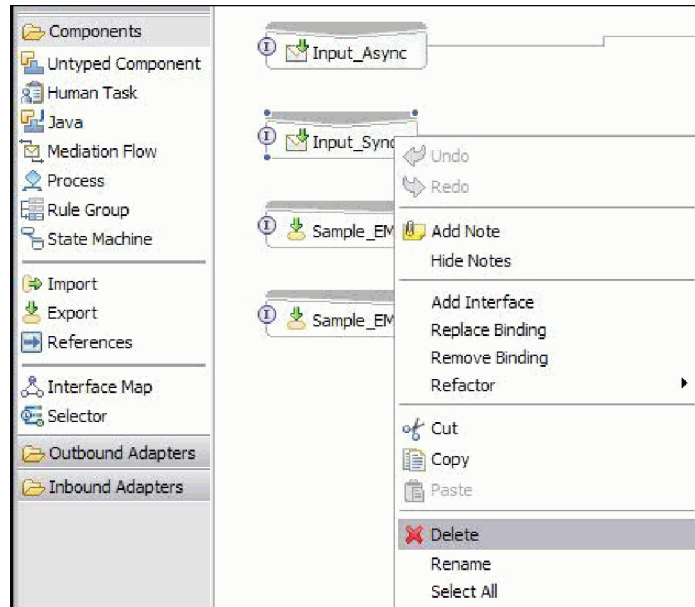 Components
Untyped Component
Human Task
Java
Mediation Flow
Process
Rule Group
State Machine
Import
Export
References
Interface Map
Selector
Outbound Adapters
Inbound Adapters
I Input_Async
I Input_Sync
I Sample_EM
I Sample_EM
Undo
Redo
Add Note
Hide Notes
Add Interface
Replace Binding
Remove Binding
Refactor
Cut
Copy
Paste
Delete
Rename
Select All